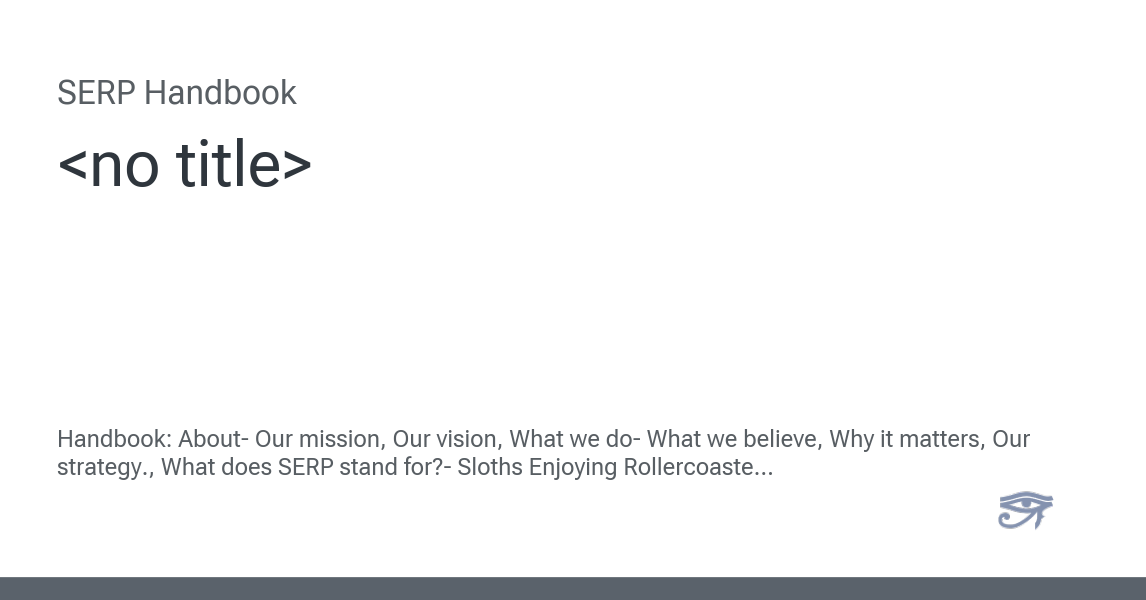 SERP Handbook
<no title>
Handbook: About- Our mission, Our vision, What we do- What we believe, Why it matters, Our
strategy., What does SERP stand for?- Sloths Enjoying Rollercoaste...